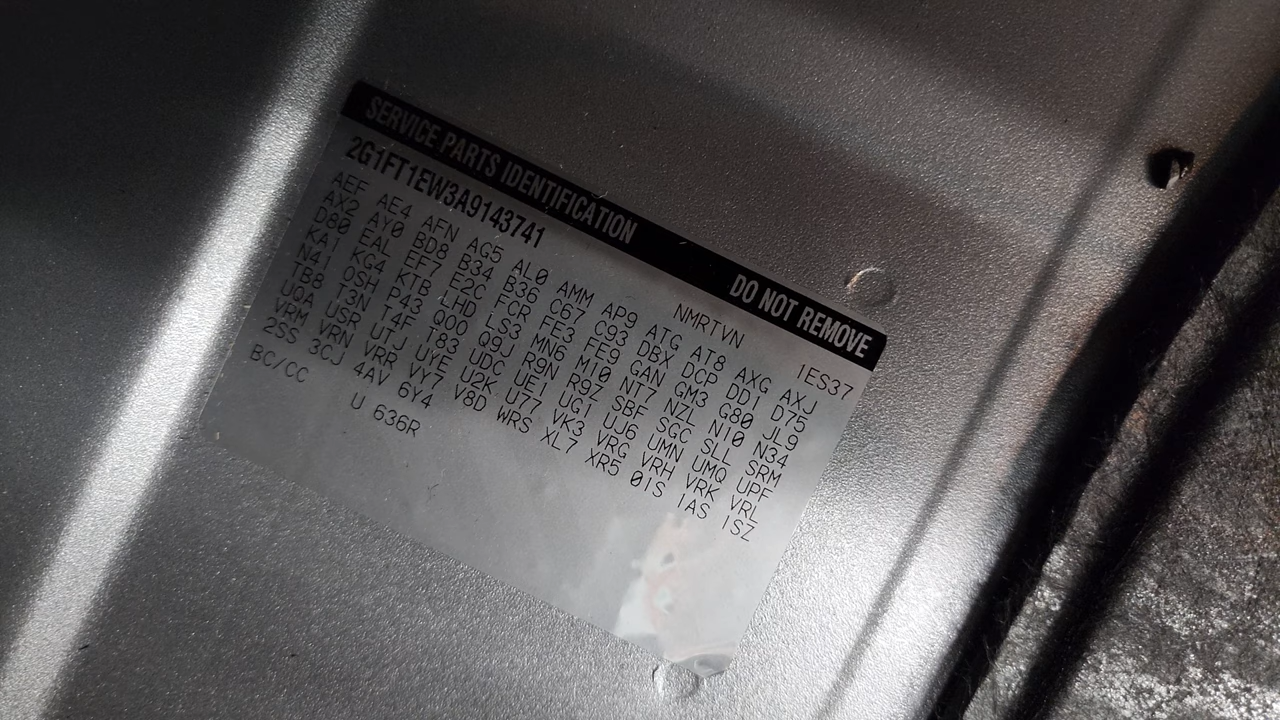 SERVICE PARTS IDENTIFICATION DO NOT REMOVE
2G1FT1EW3A9143741 NMRTVN 1ES37
AEF AE4 AFN AG5 AL0 AMM AP9 ATG AT8 AXG AXJ
AX2 AY0 BD8 B34 B36 C67 C93 DBX DCP DD1 D75
D80 EAL EF7 E2C FCR FE3 FE9 GAN GM3 G80 JL9
KA1 KG4 KTB LHD LS3 MN6 M10 NT7 NZL N10 N34
N41 OSH P43 Q00 Q9J R9N R9Z SBF SGC SLL SRM
TB8 T3N T4F T83 UDC UE1 UG1 UJ6 UMN UMQ UPF
UQA USR UTJ UYE U2K U77 VK3 VRG VRH VRK VRL
VRM VRN VRR VY7 V8D WRS XL7 XR5 01S 1AS 1SZ
2SS 3CJ 4AV 6Y4
BC/CC U 636R